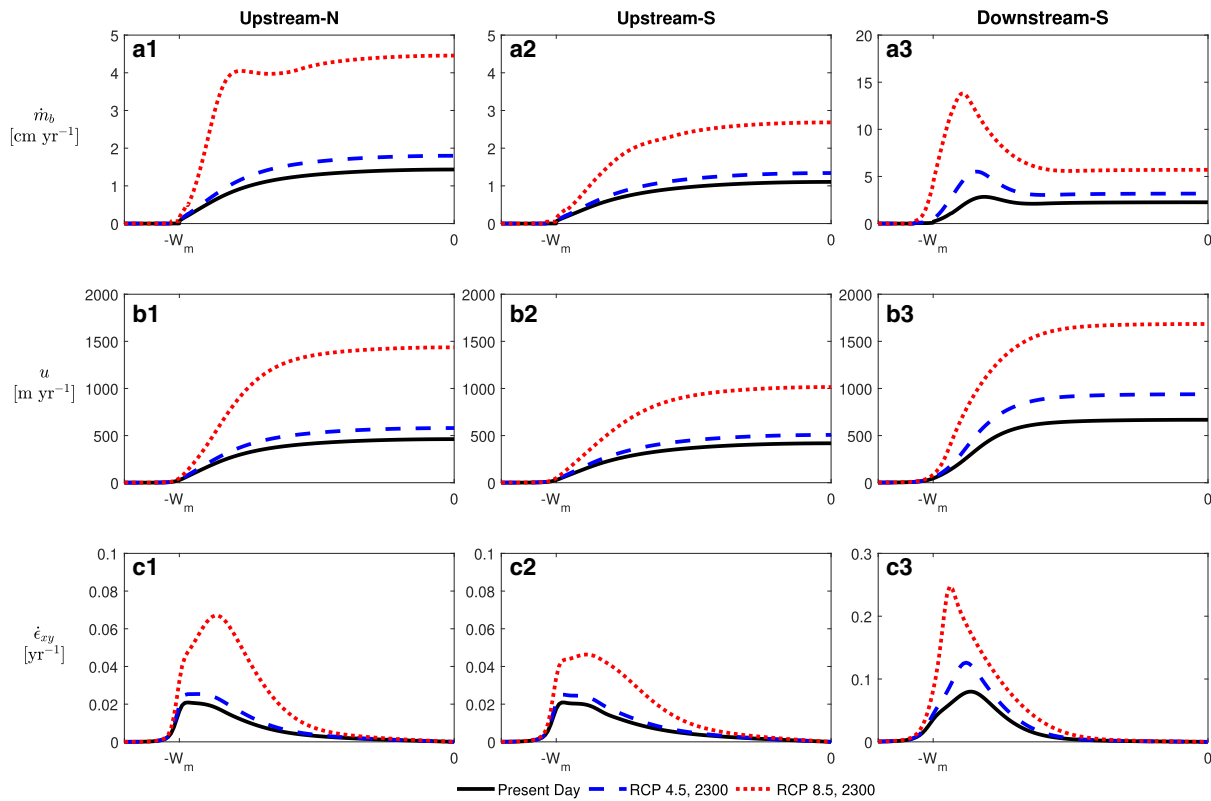 Upstream-N Upstream-S Downstream-S
ṁ_b
[cm yr⁻¹]
a1
5
4
3
2
1
0
-W_m 0
a2
5
4
3
2
1
0
-W_m 0
a3
20
15
10
5
0
-W_m 0
u
[m yr⁻¹]
b1
2000
1500
1000
500
0
-W_m 0
b2
2000
1500
1000
500
0
-W_m 0
b3
2000
1500
1000
500
0
-W_m 0
ϵ̇_xy
[yr⁻¹]
c1
0.1
0.08
0.06
0.04
0.02
0
-W_m 0
c2
0.1
0.08
0.06
0.04
0.02
0
-W_m 0
c3
0.3
0.2
0.1
0
-W_m 0
Present Day RCP 4.5, 2300 RCP 8.5, 2300